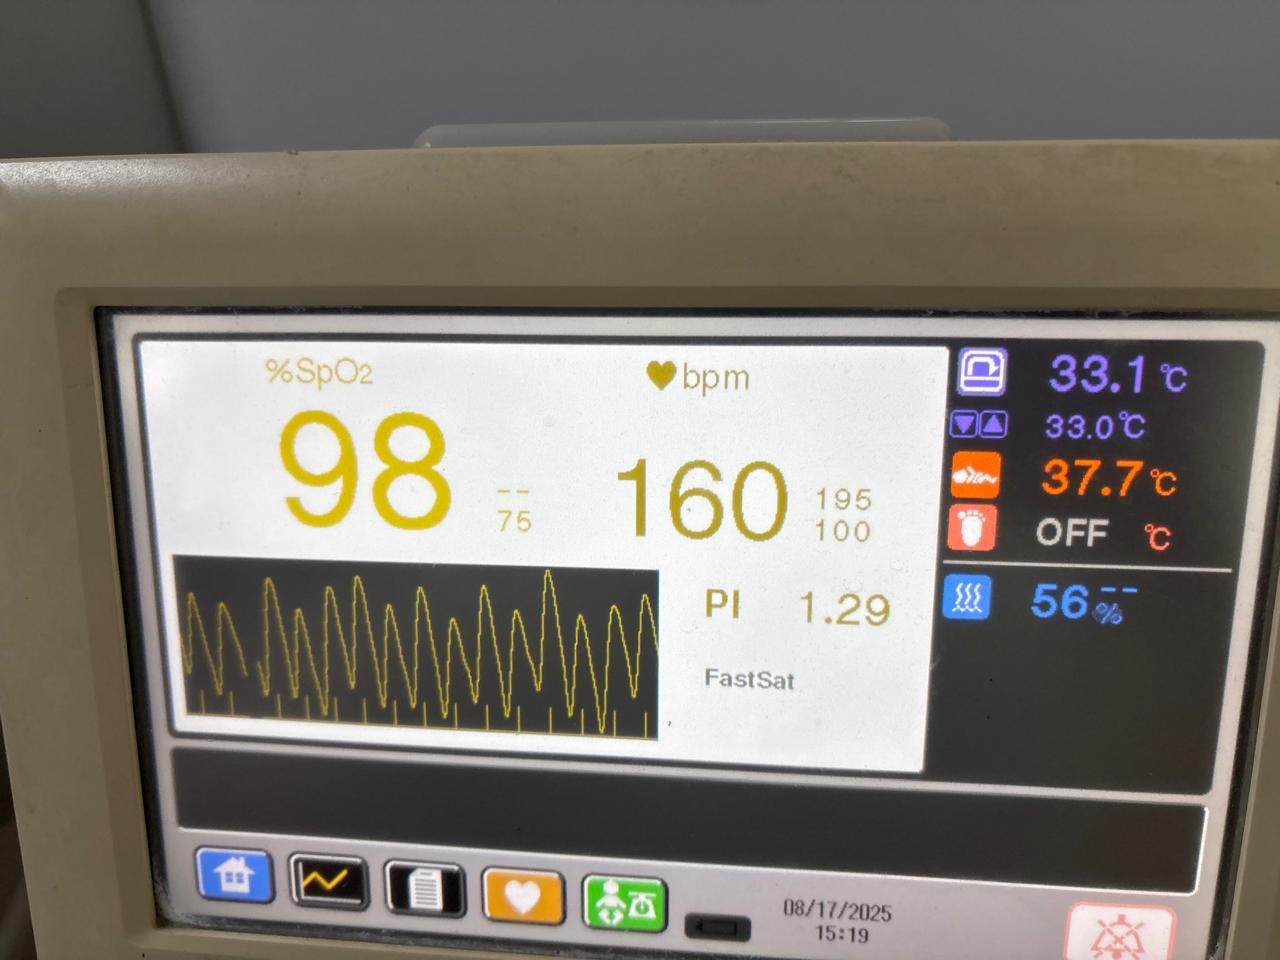 %SpO2
98
--
75
bpm
160
195
100
PI 1.29
FastSat
33.1 °C
33.0°C
37.7 °C
OFF °C
56 -- %
08/17/2025
15:19